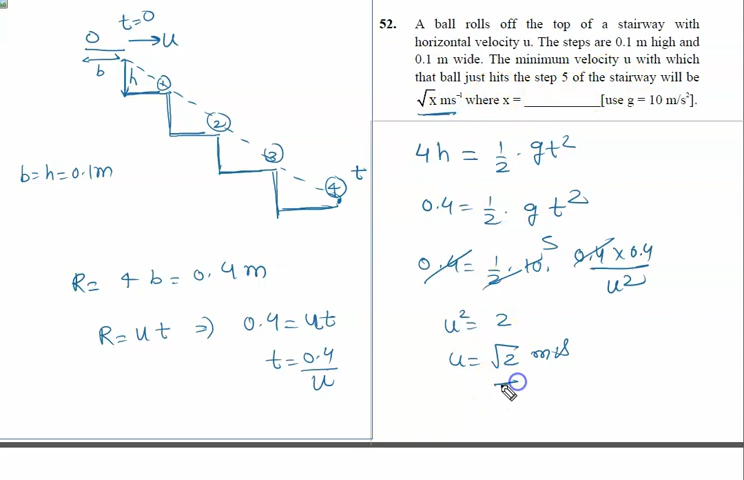 t=0
0 → u
b
h
1
2
3
4 t
b=h=0.1m
R= 4 b = 0.4 m
R= u t ⇒ 0.4 = ut
t= 0.4/u
52. A ball rolls off the top of a stairway with
horizontal velocity u. The steps are 0.1 m high and
0.1 m wide. The minimum velocity u with which
that ball just hits the step 5 of the stairway will be
√x ms⁻¹ where x = __________ [use g = 10 m/s²].
4h = 1/2 · gt²
0.4 = 1/2 · g t²
0.4 = 1/2 · 10. 5 0.4 x 0.4/u²
u² = 2
u = √2 m/s